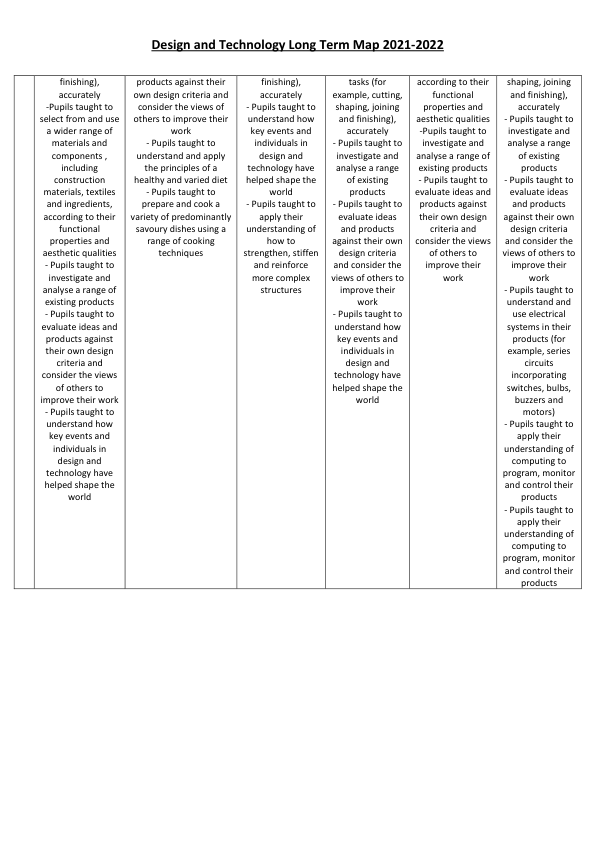 Design and Technology Long Term Map 2021-2022
finishing),
accurately
-Pupils taught to
select from and use
a wider range of
materials and
components ,
including
construction
materials, textiles
and ingredients,
according to their
functional
properties and
aesthetic qualities
- Pupils taught to
investigate and
analyse a range of
existing products
- Pupils taught to
evaluate ideas and
products against
their own design
criteria and
consider the views
of others to
improve their work
- Pupils taught to
understand how
key events and
individuals in
design and
technology have
helped shape the
world
products against their
own design criteria and
consider the views of
others to improve their
work
- Pupils taught to
understand and apply
the principles of a
healthy and varied diet
- Pupils taught to
prepare and cook a
variety of predominantly
savoury dishes using a
range of cooking
techniques
finishing),
accurately
- Pupils taught to
understand how
key events and
individuals in
design and
technology have
helped shape the
world
- Pupils taught to
apply their
understanding of
how to
strengthen, stiffen
and reinforce
more complex
structures
tasks (for
example, cutting,
shaping, joining
and finishing),
accurately
- Pupils taught to
investigate and
analyse a range
of existing
products
- Pupils taught to
evaluate ideas
and products
against their own
design criteria
and consider the
views of others to
improve their
work
- Pupils taught to
understand how
key events and
individuals in
design and
technology have
helped shape the
world
according to their
functional
properties and
aesthetic qualities
-Pupils taught to
investigate and
analyse a range of
existing products
- Pupils taught to
evaluate ideas and
products against
their own design
criteria and
consider the views
of others to
improve their
work
shaping, joining
and finishing),
accurately
- Pupils taught to
investigate and
analyse a range
of existing
products
- Pupils taught to
evaluate ideas
and products
against their own
design criteria
and consider the
views of others to
improve their
work
- Pupils taught to
understand and
use electrical
systems in their
products (for
example, series
circuits
incorporating
switches, bulbs,
buzzers and
motors)
- Pupils taught to
apply their
understanding of
computing to
program, monitor
and control their
products
- Pupils taught to
apply their
understanding of
computing to
program, monitor
and control their
products